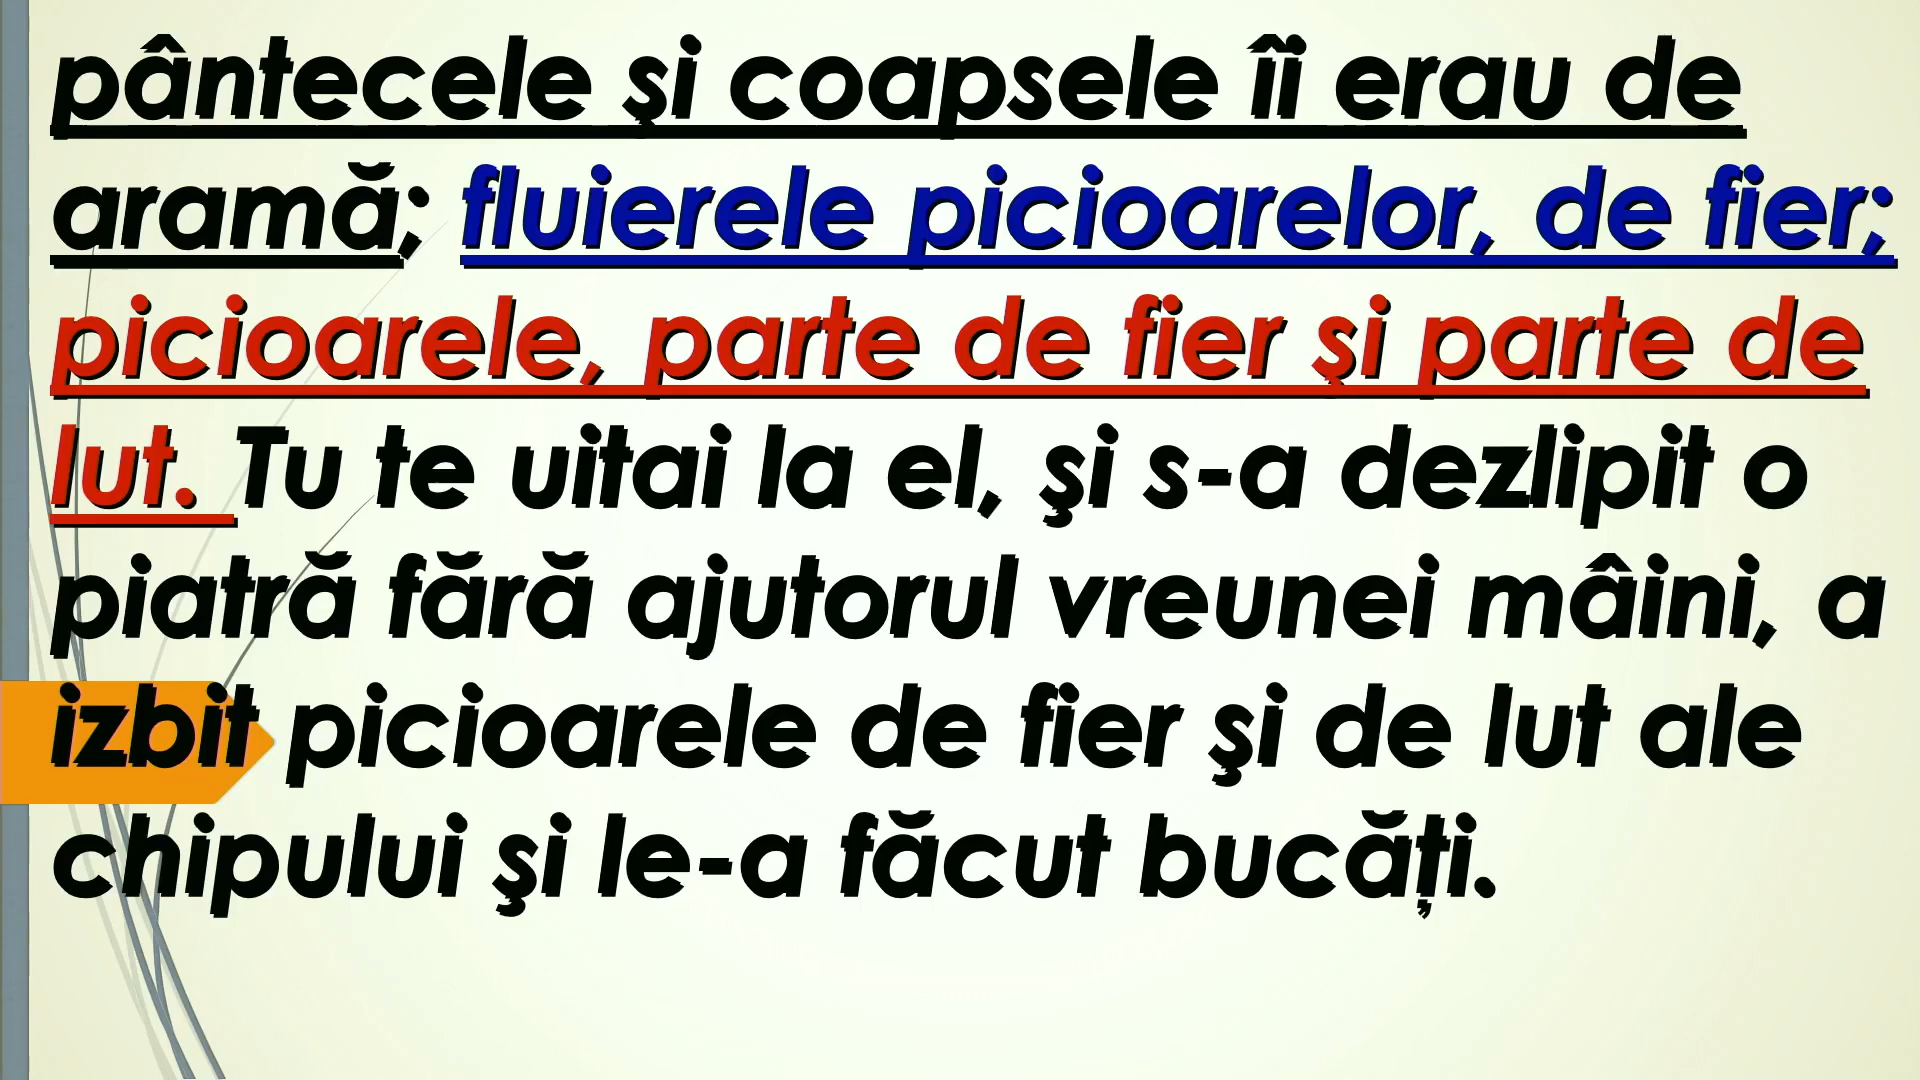 pântecele şi coapsele îi erau de
aramă; fluierele picioarelor, de fier;
picioarele, parte de fier şi parte de
lut. Tu te uitai la el, şi s-a dezlipit o
piatră fără ajutorul vreunei mâini, a
izbit picioarele de fier şi de lut ale
chipului şi le-a făcut bucăți.